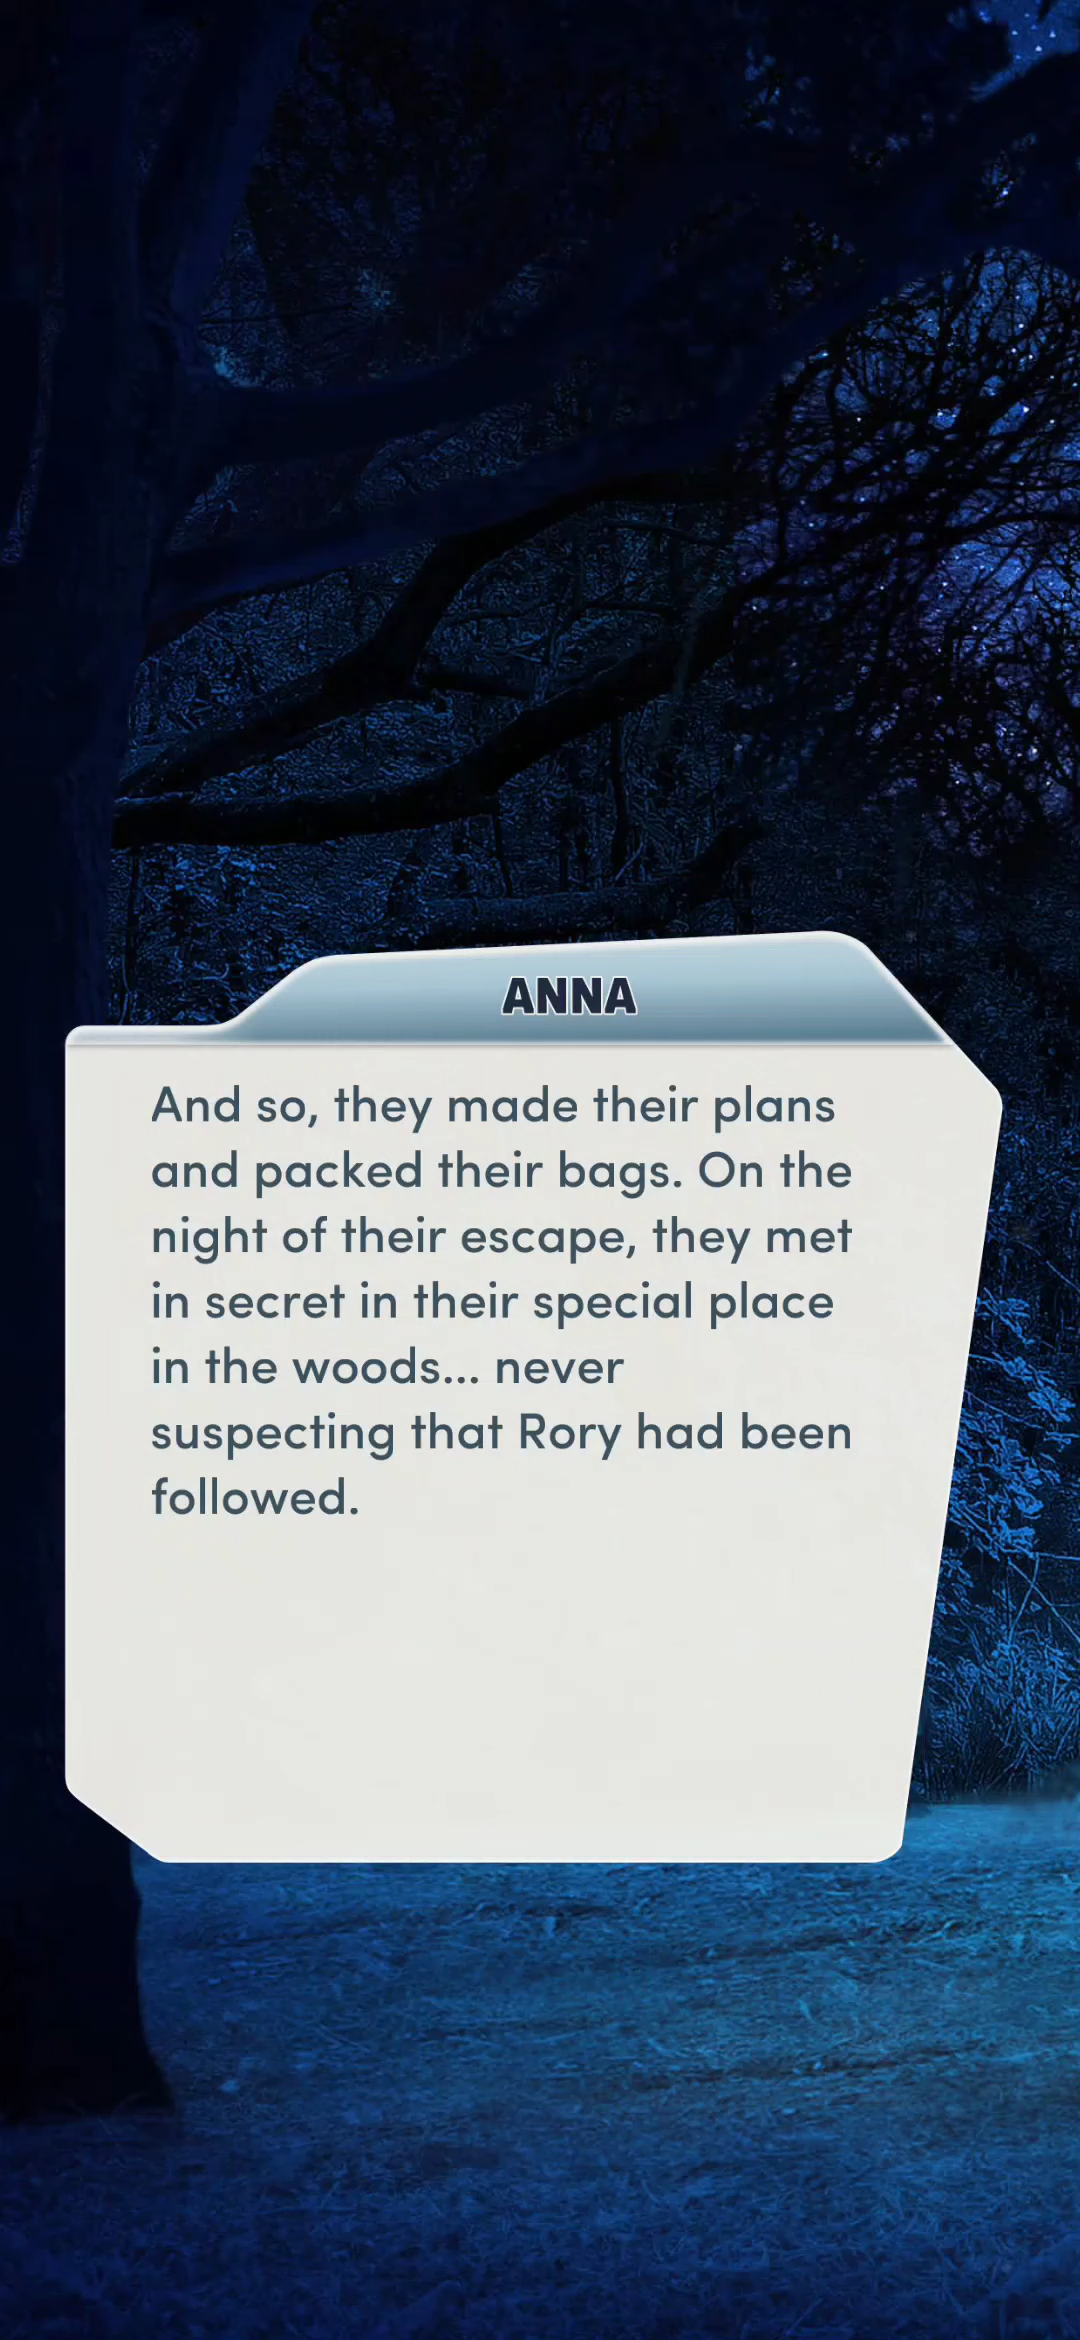 ANNA
And so, they made their plans
and packed their bags. On the
night of their escape, they met
in secret in their special place
in the woods... never
suspecting that Rory had been
followed.